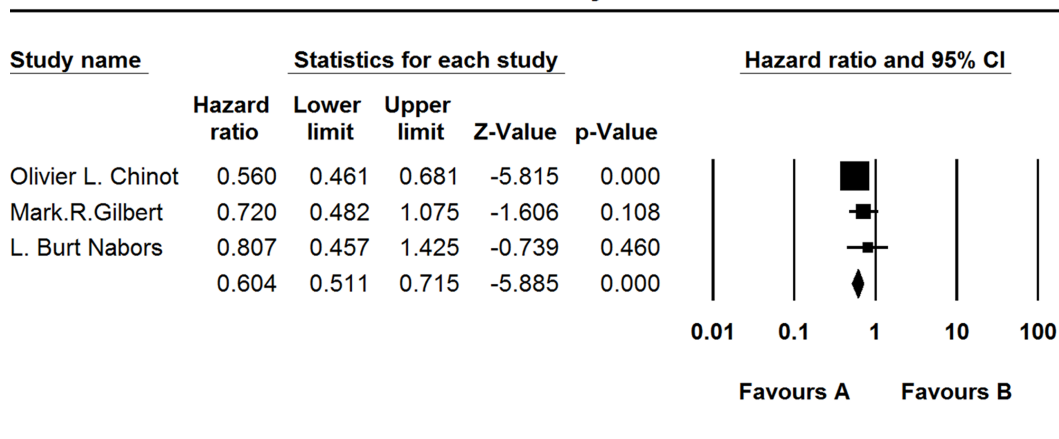 Study name Statistics for each study Hazard ratio and 95% CI
Hazard Lower Upper
ratio limit limit Z-Value p-Value
Olivier L. Chinot 0.560 0.461 0.681 -5.815 0.000
Mark.R.Gilbert 0.720 0.482 1.075 -1.606 0.108
L. Burt Nabors 0.807 0.457 1.425 -0.739 0.460
0.604 0.511 0.715 -5.885 0.000
0.01 0.1 1 10 100
Favours A Favours B